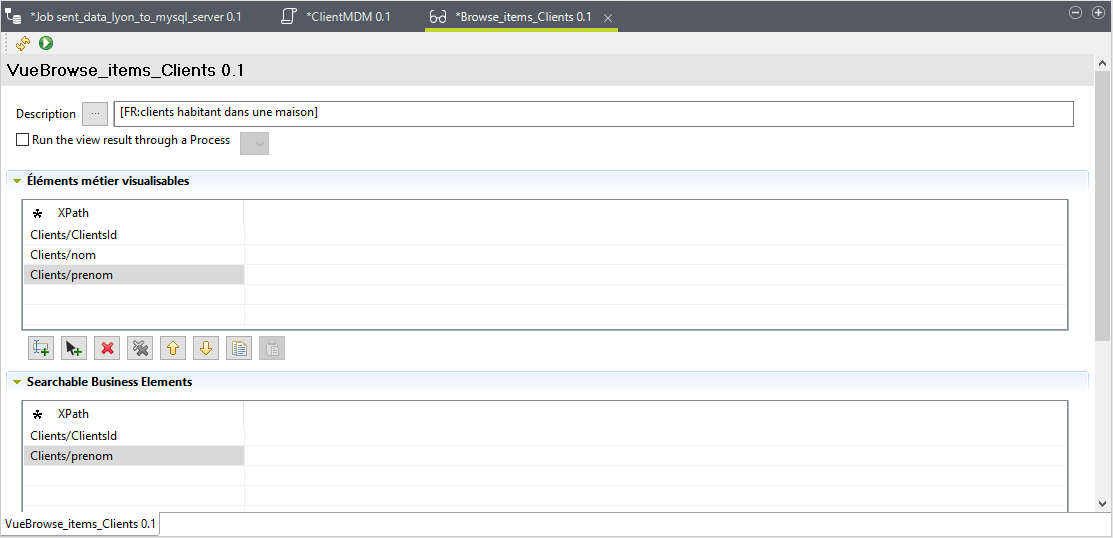 *Job sent_data_lyon_to_mysql_server 0.1
*ClientMDM 0.1
*Browse_items_Clients 0.1
VueBrowse_items_Clients 0.1
Description ... [FR:clients habitant dans une maison]
Run the view result through a Process
Éléments métier visualisables
XPath
Clients/ClientsId
Clients/nom
Clients/prenom
Searchable Business Elements
XPath
Clients/ClientsId
Clients/prenom
VueBrowse_items_Clients 0.1